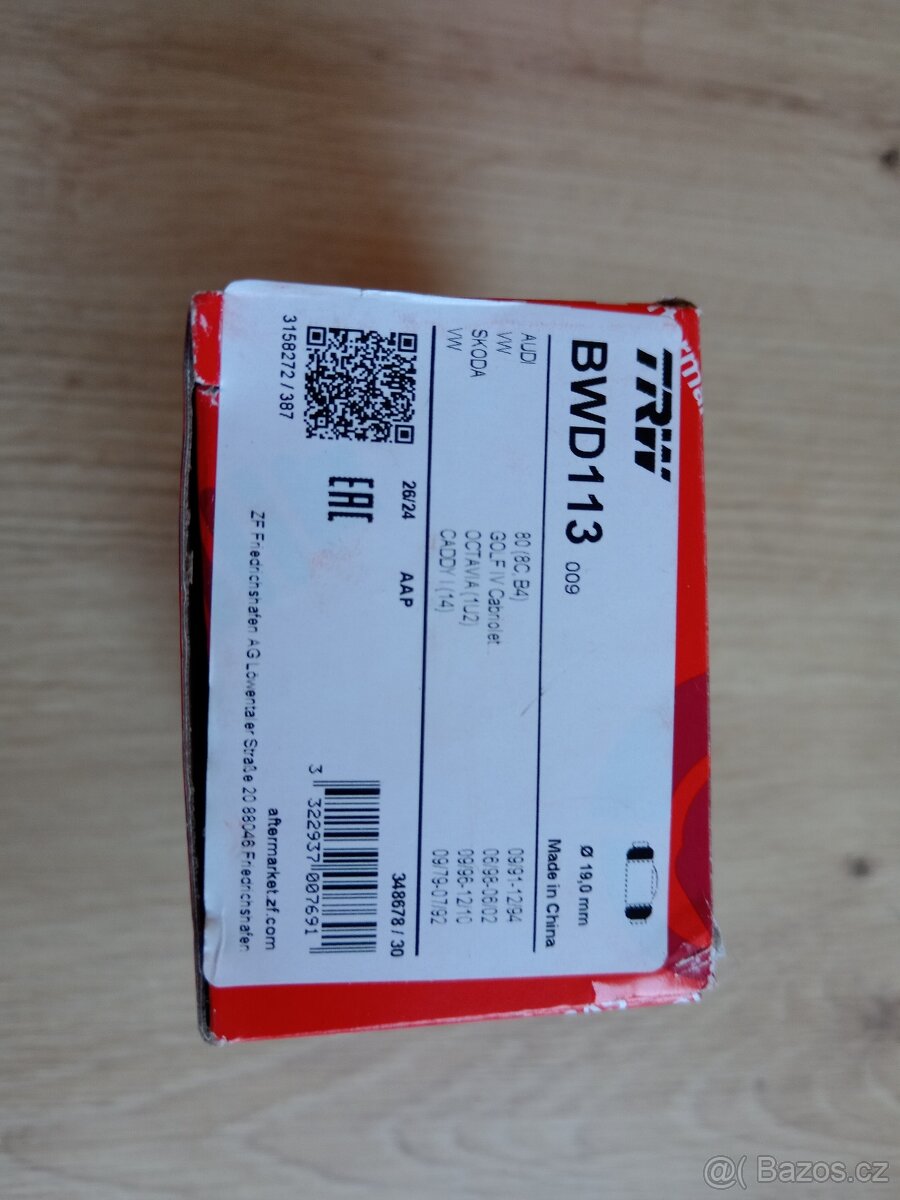 TRW
BWD113 009
Ø 19,0 mm
Made in China
AUDI 80 (8C, B4) 09/91-12/94
VW GOLF IV Cabriolet 06/98-06/02
SKODA OCTAVIA (1U2) 09/96-12/10
VW CADDY I (14) 09/79-07/92
26/24 AAP 348678 / 30
EAC
3 322937 007691
3158272 / 387
aftermarket.zf.com
ZF Friedrichshafen AG Löwentaler Straße 20 88046 Friedrichshafen
@( Bazos.cz